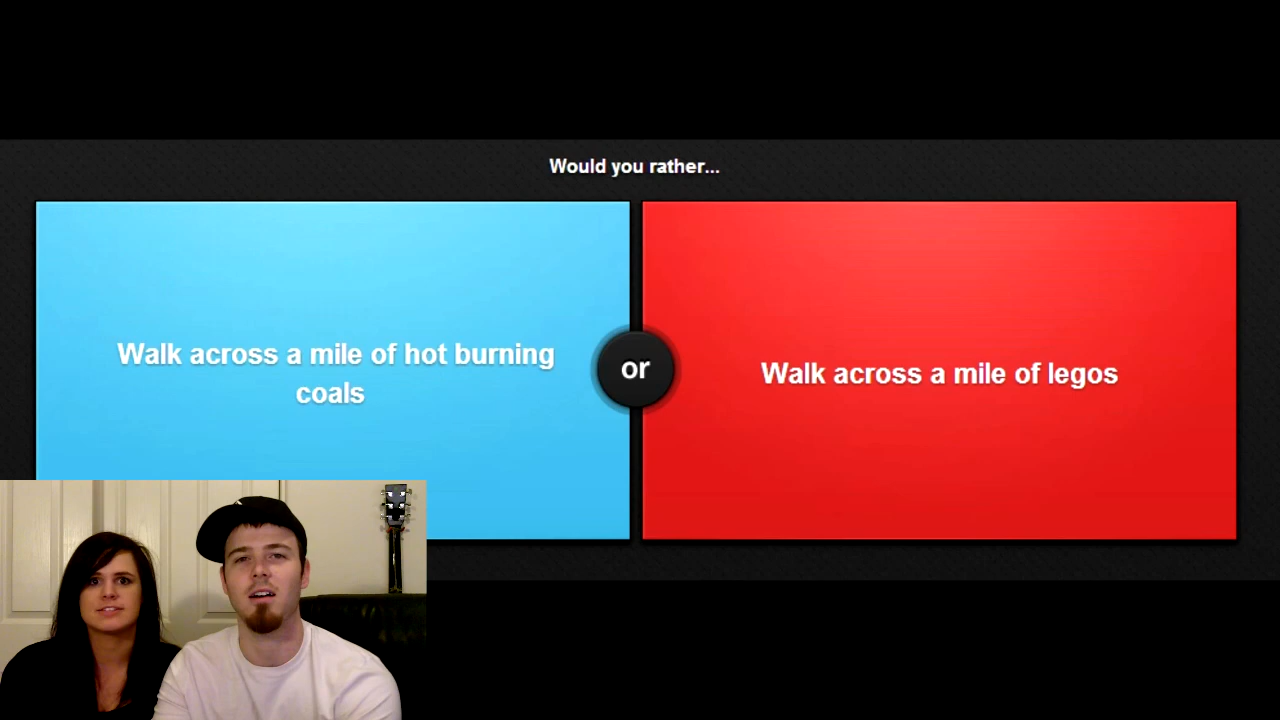 Would you rather...
Walk across a mile of hot burning
coals
or
Walk across a mile of legos